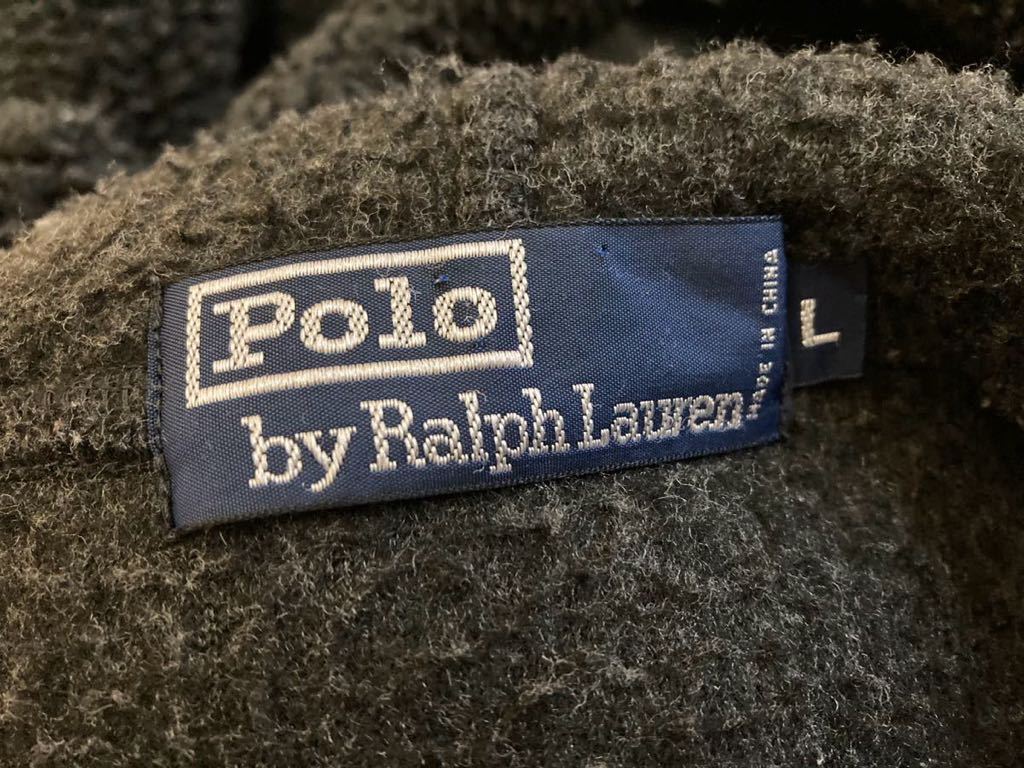 Polo
by Ralph Lauren
MADE IN CHINA
L